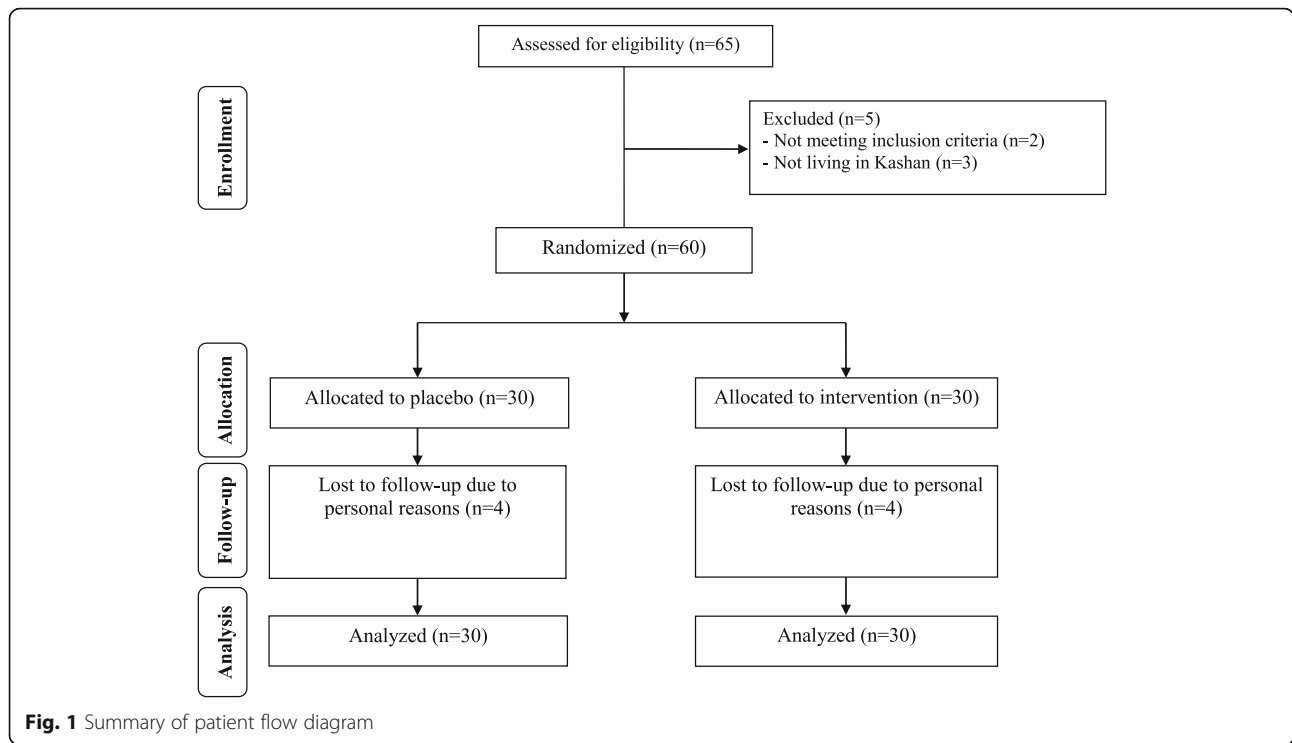 Assessed for eligibility (n=65)
Enrollment
Excluded (n=5)
- Not meeting inclusion criteria (n=2)
- Not living in Kashan (n=3)
Randomized (n=60)
Allocation
Allocated to placebo (n=30)
Allocated to intervention (n=30)
Follow-up
Lost to follow-up due to
personal reasons (n=4)
Lost to follow-up due to personal
reasons (n=4)
Analysis
Analyzed (n=30)
Analyzed (n=30)
Fig. 1 Summary of patient flow diagram